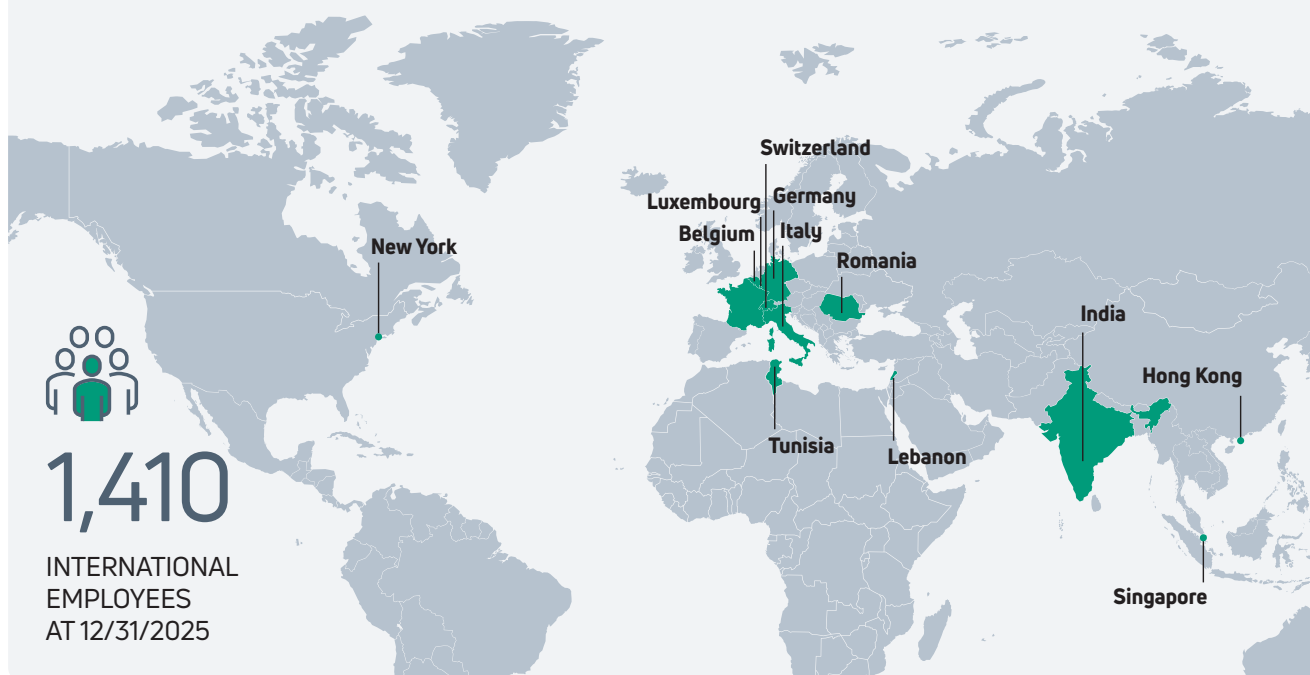 Switzerland
Luxembourg
Germany
Belgium
Italy
New York
Romania
India
Hong Kong
Tunisia
Lebanon
Singapore
1,410
INTERNATIONAL
EMPLOYEES
AT 12/31/2025